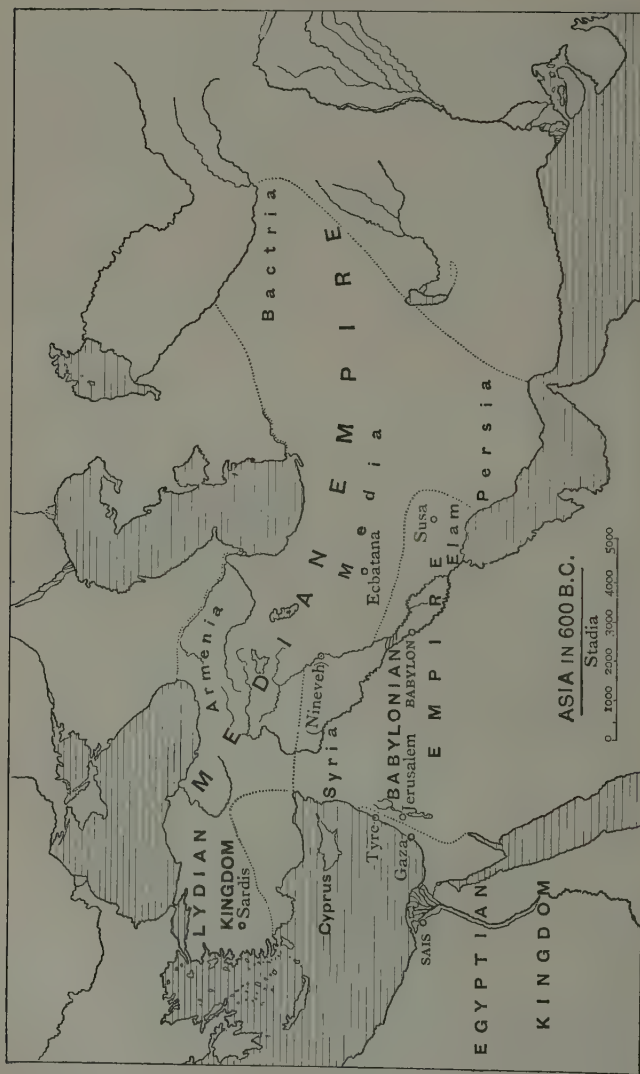 Bactria
MEDIAN EMPIRE
Armenia
Media
Ecbatana
Persia
Susa
Elam
(Nineveh)
Syria
BABYLONIAN
EMPIRE
BABYLON
Jerusalem
Tyre
Gaza
LYDIAN
KINGDOM
Sardis
Cyprus
SAIS
EGYPTIAN
KINGDOM
ASIA IN 600 B.C.
Stadia
0 1000 2000 3000 4000 5000